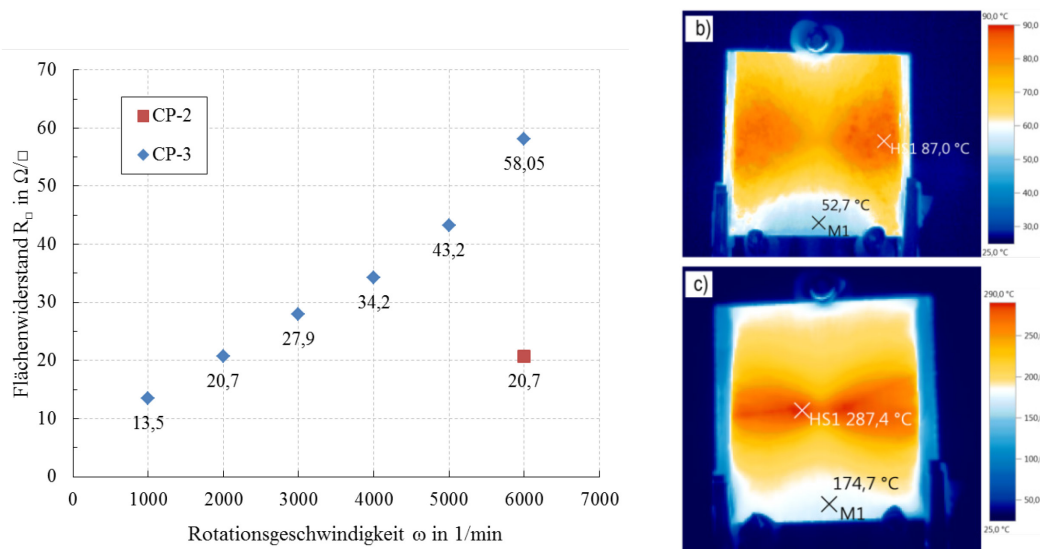 70
60
50
40
30
20
10
0
Flächenwiderstand R□ in Ω/□
CP-2
CP-3
13,5
20,7
27,9
34,2
43,2
58,05
20,7
0 1000 2000 3000 4000 5000 6000 7000
Rotationsgeschwindigkeit ω in 1/min
b)
HS1 87,0 °C
52,7 °C
M1
90,0 °C
90,0
80,0
70,0
60,0
50,0
40,0
30,0
25,0 °C
c)
HS1 287,4 °C
174,7 °C
M1
290,0 °C
250,
200,
150,
100,
50,0
25,0 °C